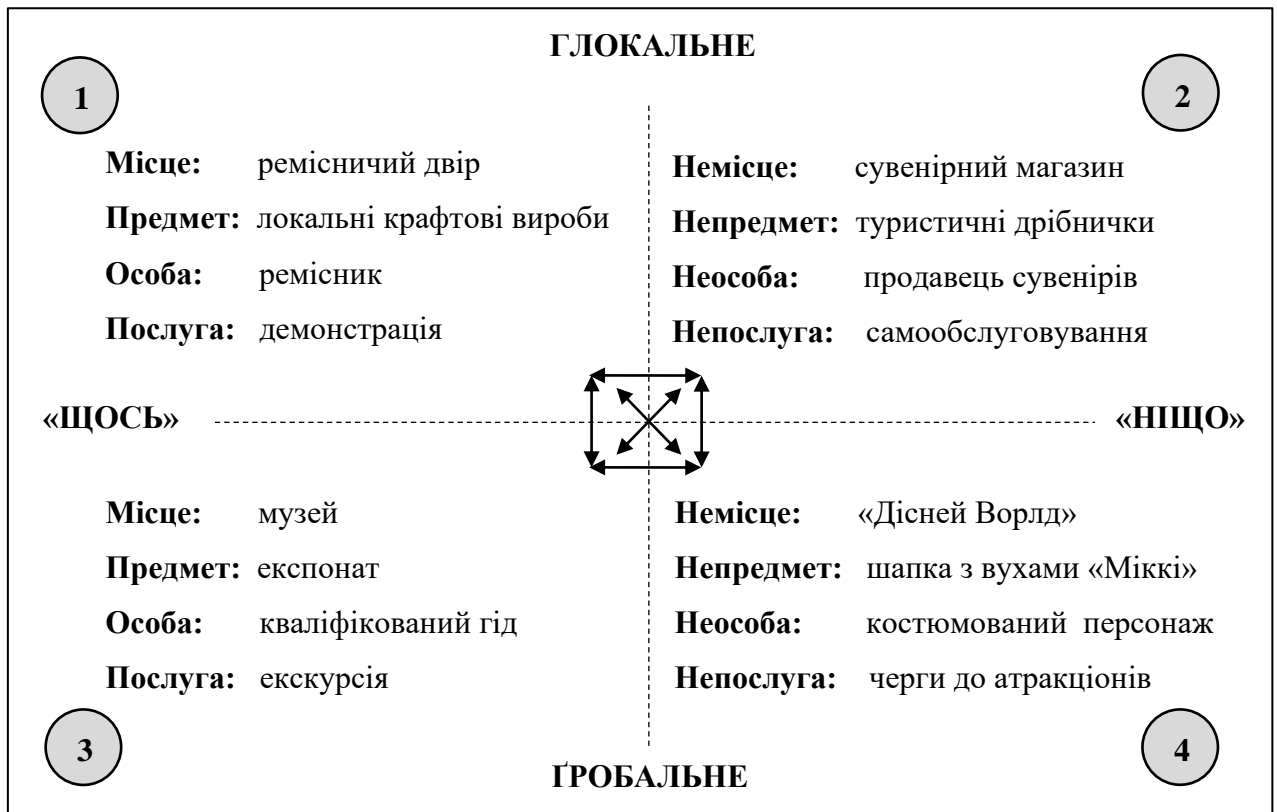 ГЛОКАЛЬНЕ
1
Місце: ремісничий двір
Предмет: локальні крафтові вироби
Особа: ремісник
Послуга: демонстрація
2
Немісце: сувенірний магазин
Непредмет: туристичні дрібнички
Неособа: продавець сувенірів
Непослуга: самообслуговування
«ЩОСЬ»
«НІЩО»
Місце: музей
Предмет: експонат
Особа: кваліфікований гід
Послуга: екскурсія
3
Немісце: «Дісней Ворлд»
Непредмет: шапка з вухами «Міккі»
Неособа: костюмований персонаж
Непослуга: черги до атракціонів
4
ҐРОБАЛЬНЕ